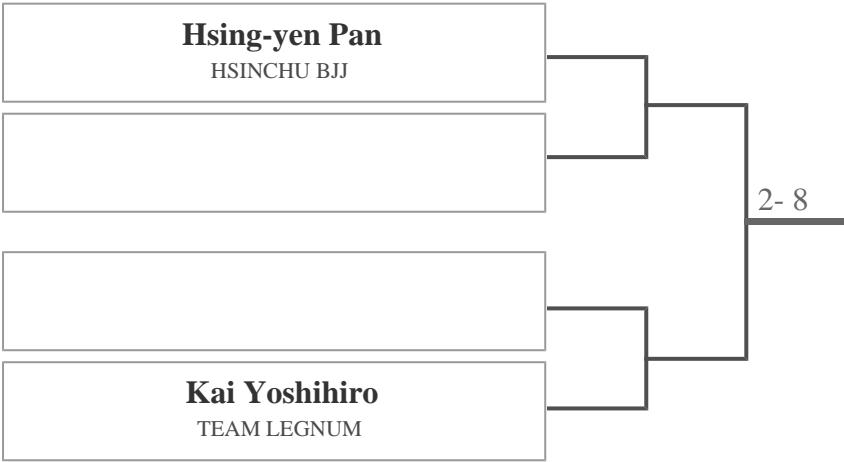 Hsing-yen Pan
HSINCHU BJJ
2- 8
Kai Yoshihiro
TEAM LEGNUM